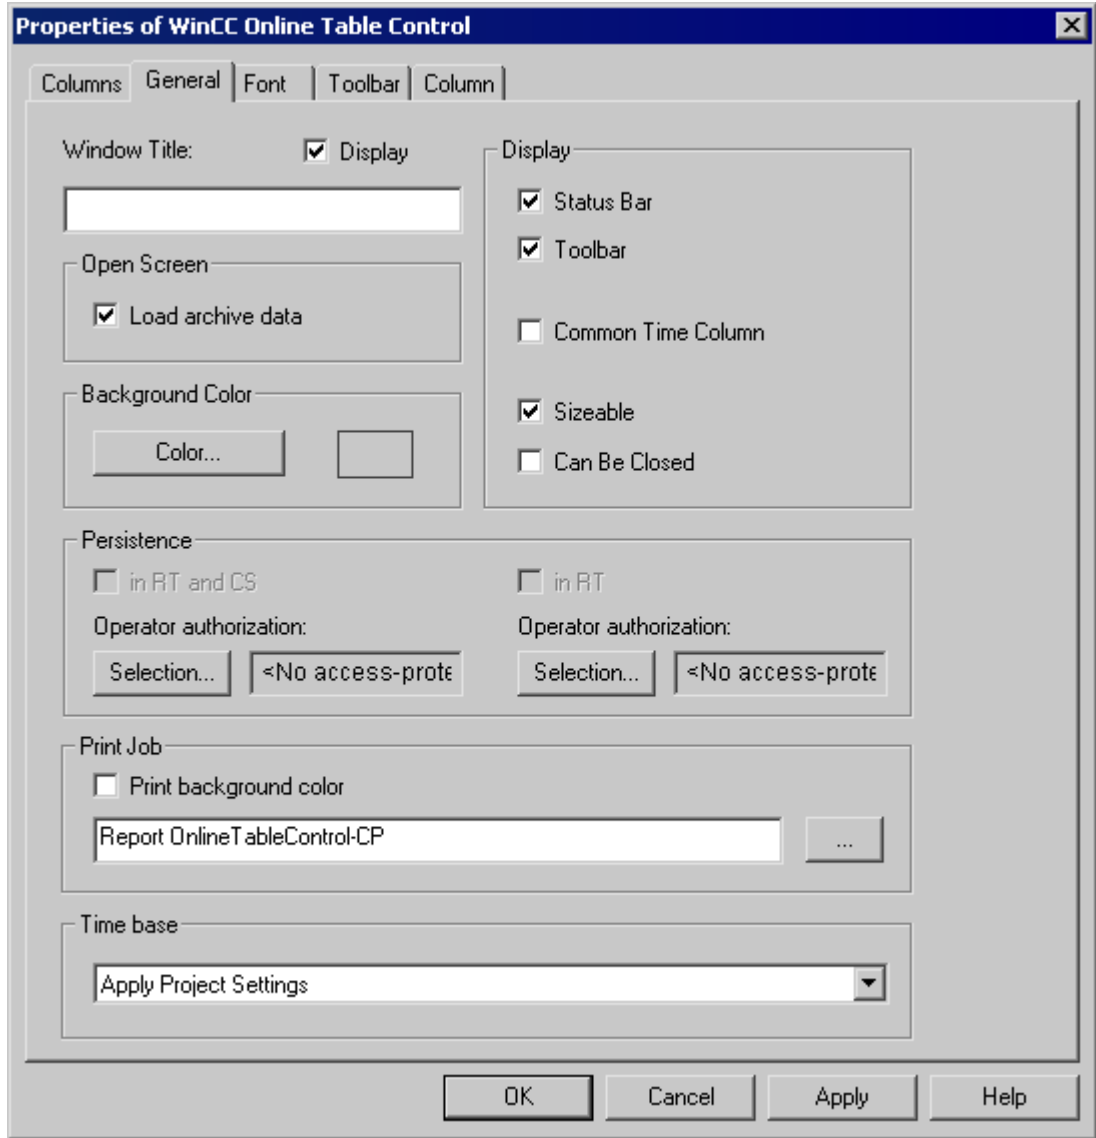 Properties of WinCC Online Table Control
Columns General Font Toolbar Column
Window Title: Display
Display
Status Bar
Toolbar
Open Screen
Load archive data
Common Time Column
Background Color
Sizeable
Color...
Can Be Closed
Persistence
in RT and CS in RT
Operator authorization: Operator authorization:
Selection... <No access-prote Selection... <No access-prote
Print Job
Print background color
Report OnlineTableControl-CP
...
Time base
Apply Project Settings
OK Cancel Apply Help